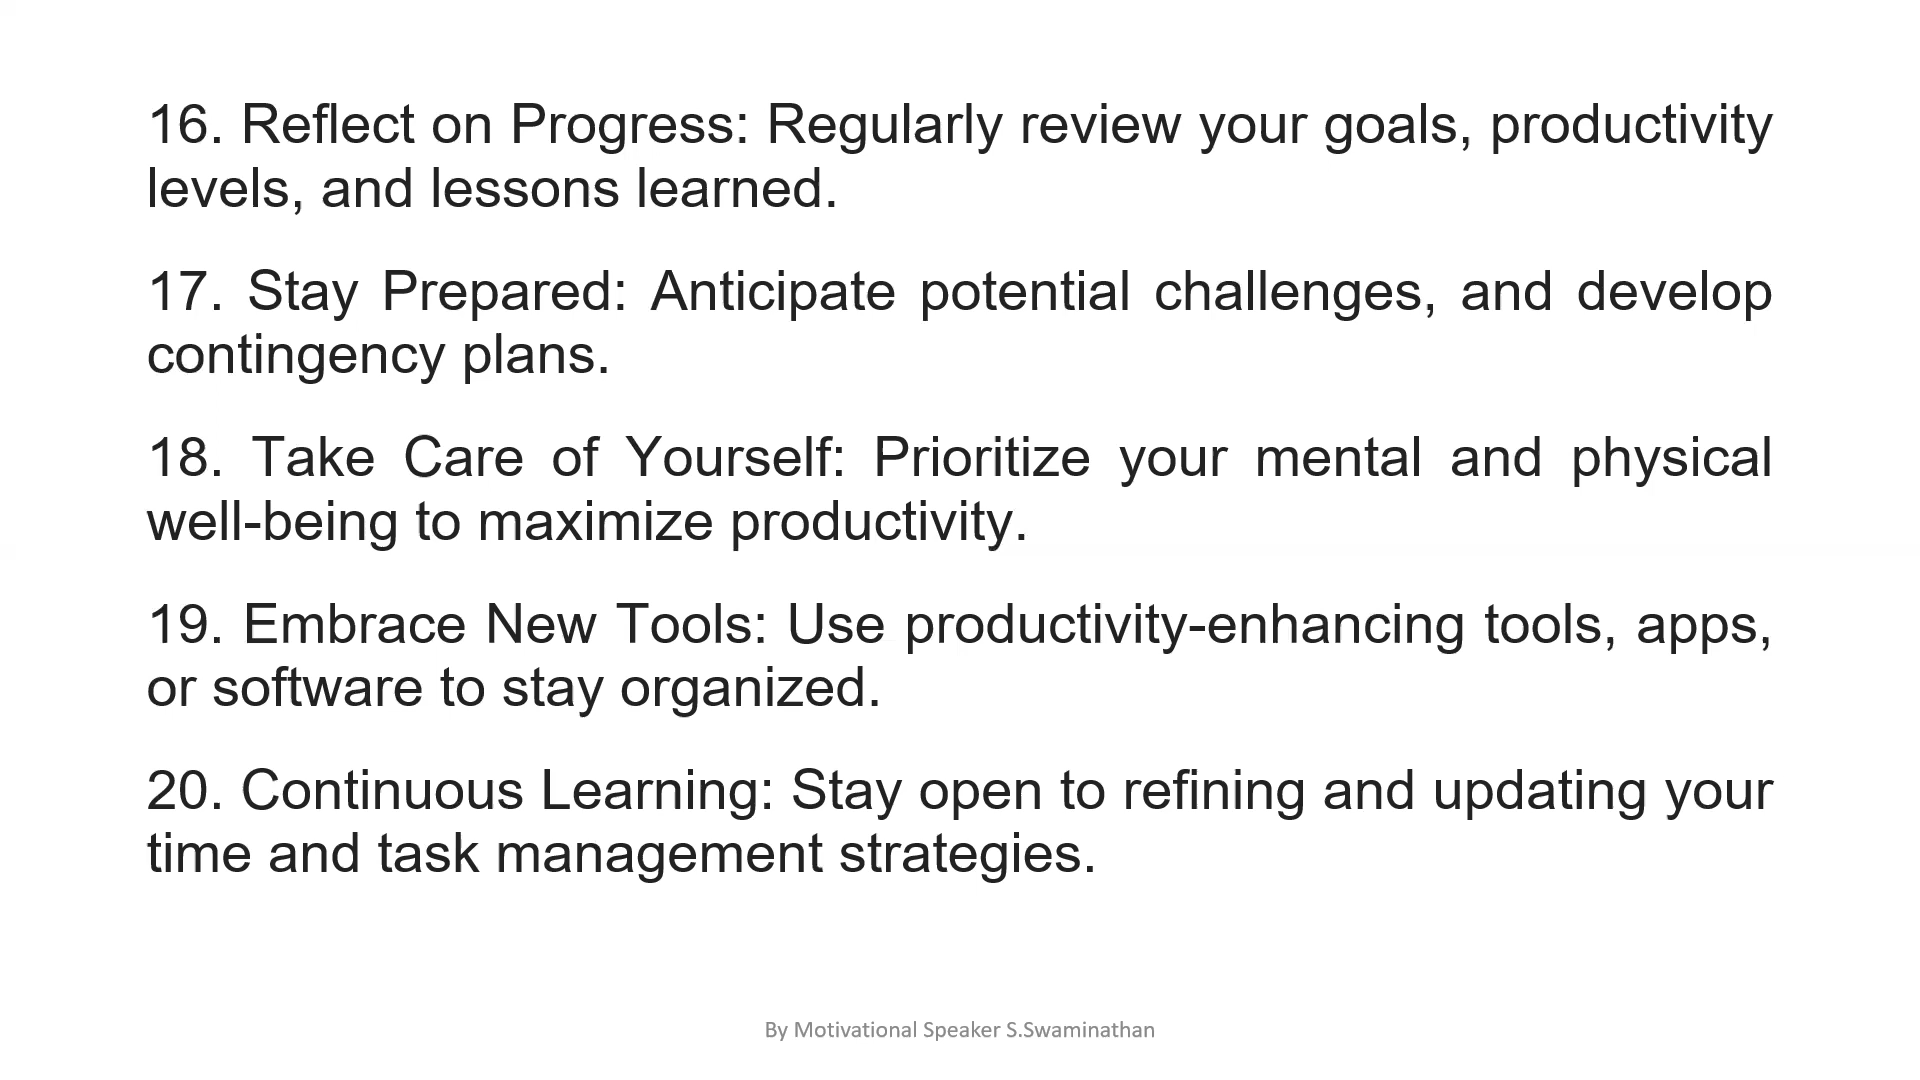 16. Reflect on Progress: Regularly review your goals, productivity
levels, and lessons learned.
17. Stay Prepared: Anticipate potential challenges, and develop
contingency plans.
18. Take Care of Yourself: Prioritize your mental and physical
well-being to maximize productivity.
19. Embrace New Tools: Use productivity-enhancing tools, apps,
or software to stay organized.
20. Continuous Learning: Stay open to refining and updating your
time and task management strategies.
By Motivational Speaker S.Swaminathan